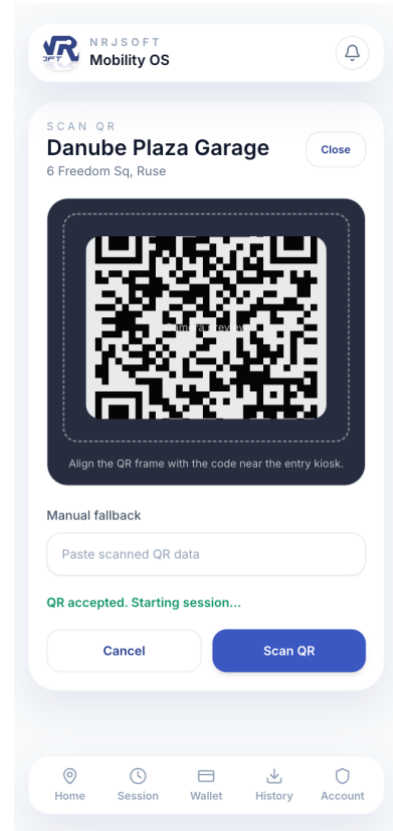 NRJSOFT
Mobility OS
SCAN QR
Danube Plaza Garage
Close
6 Freedom Sq, Ruse
Align the QR frame with the code near the entry kiosk.
Manual fallback
Paste scanned QR data
QR accepted. Starting session...
Cancel
Scan QR
Home
Session
Wallet
History
Account